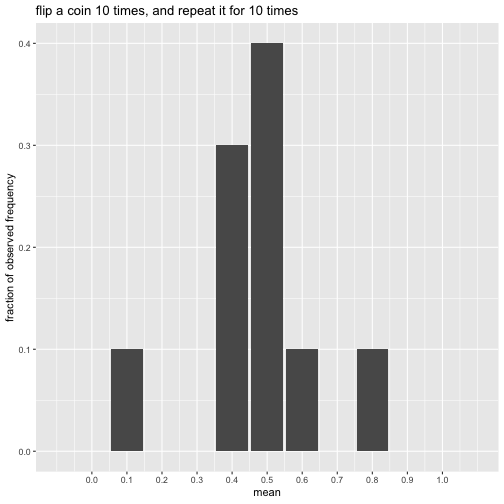 flip a coin 10 times, and repeat it for 10 times
fraction of observed frequency
0.4
0.3
0.2
0.1
0.0
0.0 0.1 0.2 0.3 0.4 0.5 0.6 0.7 0.8 0.9 1.0
mean